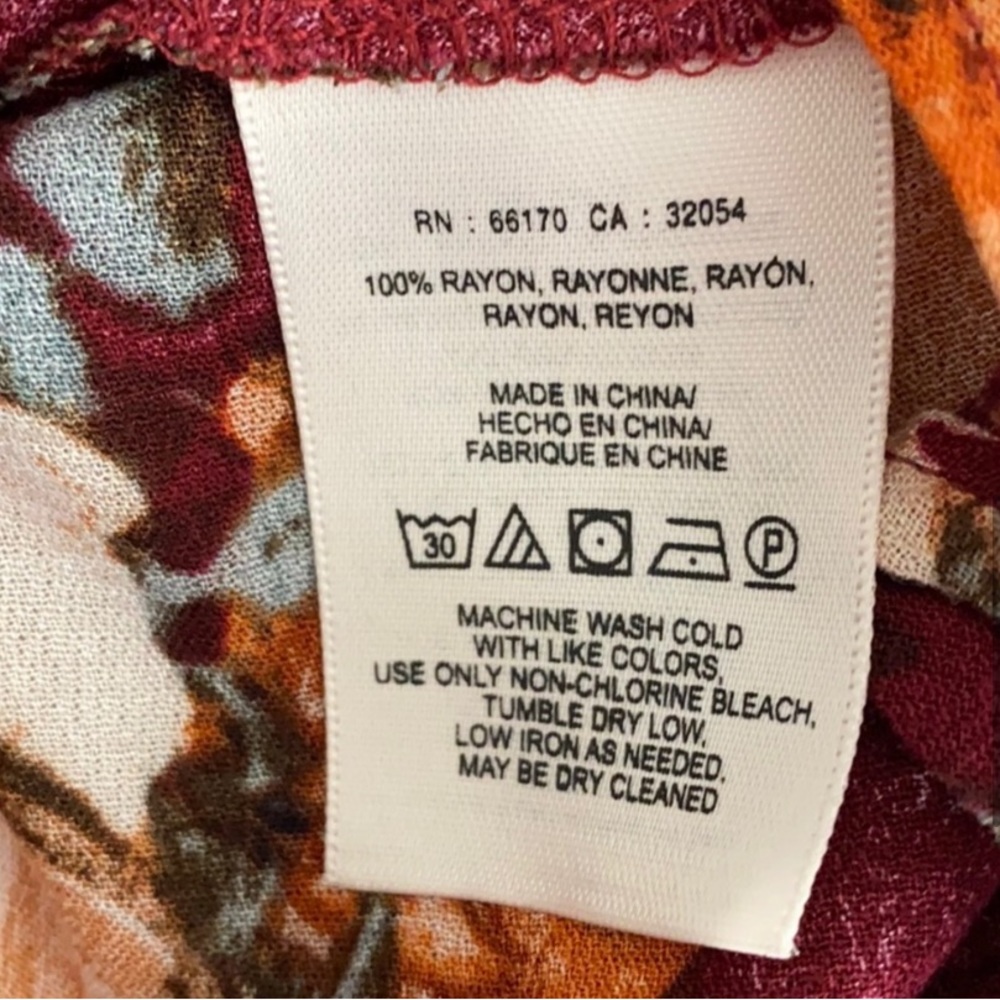 RN : 66170 CA : 32054
100% RAYON, RAYONNE, RAYÓN,
RAYON, REYON
MADE IN CHINA/
HECHO EN CHINA/
FABRIQUE EN CHINE
30 P
MACHINE WASH COLD
WITH LIKE COLORS,
USE ONLY NON-CHLORINE BLEACH,
TUMBLE DRY LOW,
LOW IRON AS NEEDED.
MAY BE DRY CLEANED